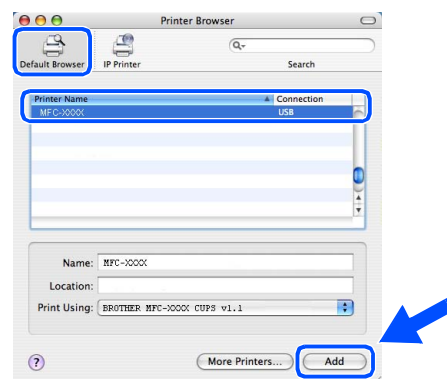 Printer Browser
Default Browser IP Printer Search
Printer Name Connection
MFC-XXXX USB
Name: MFC-XXXX
Location:
Print Using: BROTHER MFC-XXXX CUPS v1.1
? More Printers... Add